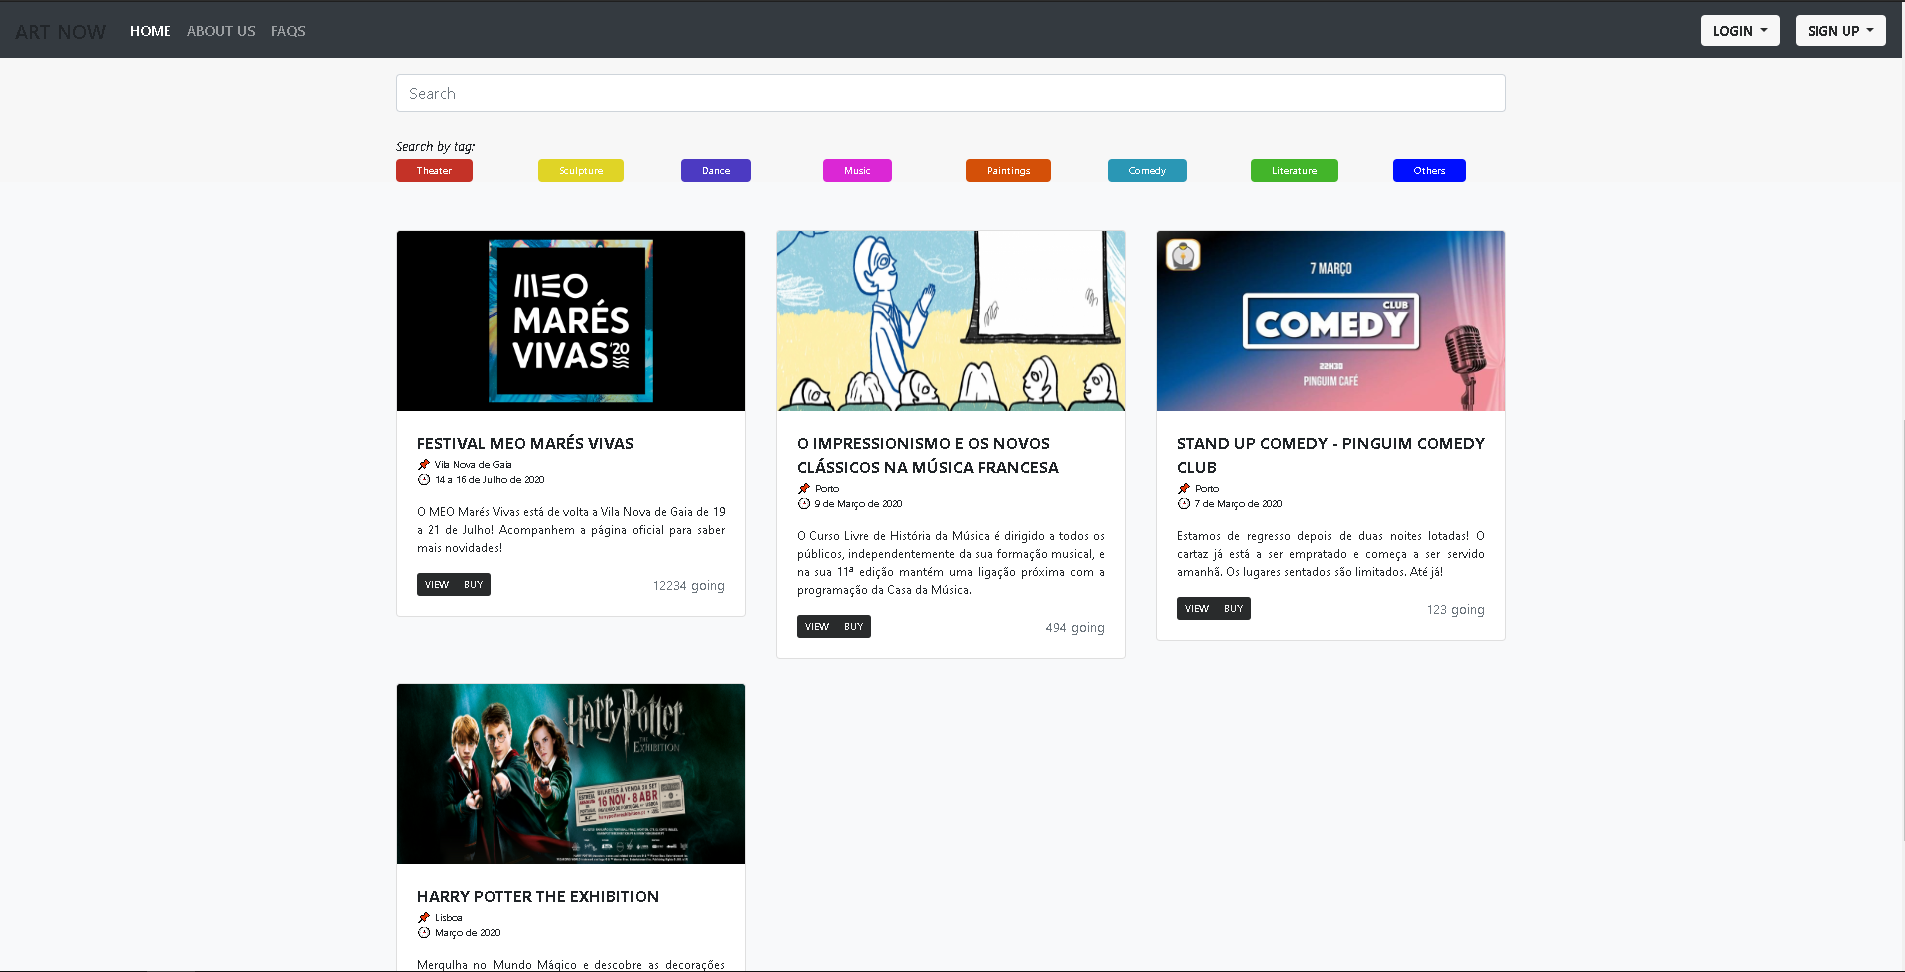 ART NOW HOME ABOUT US FAQS LOGIN SIGN UP
Search
Search by tag:
Theater Sculpture Dance Music Paintings Comedy Literature Others
MEO
MARÉS
VIVAS '20
FESTIVAL MEO MARÉS VIVAS
Vila Nova de Gaia
14 a 16 de Julho de 2020
O MEO Marés Vivas está de volta a Vila Nova de Gaia de 19
a 21 de Julho! Acompanhem a página oficial para saber
mais novidades!
VIEW BUY 12234 going
O IMPRESSIONISMO E OS NOVOS
CLÁSSICOS NA MÚSICA FRANCESA
Porto
9 de Março de 2020
O Curso Livre de História da Música é dirigido a todos os
públicos, independentemente da sua formação musical, e
na sua 11ª edição mantém uma ligação próxima com a
programação da Casa da Música.
VIEW BUY 494 going
7 MARÇO
CLUB
COMEDY
22H30
PINGUIM CAFÉ
STAND UP COMEDY - PINGUIM COMEDY
CLUB
Porto
7 de Março de 2020
Estamos de regresso depois de duas noites lotadas! O
cartaz já está a ser empratado e começa a ser servido
amanhã. Os lugares sentados são limitados. Até já!
VIEW BUY 123 going
Harry Potter
THE
EXHIBITION
BILHETES À VENDA 26 SET
16 NOV - 8 ABR
HARRY POTTER THE EXHIBITION
Lisboa
Março de 2020
Mergulha no Mundo Mágico e descobre as decorações